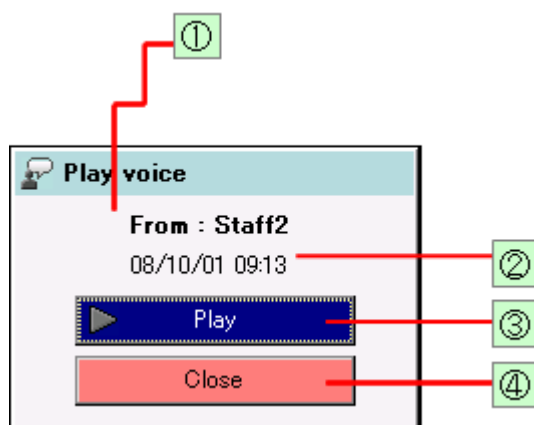 ①
Play voice
From : Staff2
08/10/01 09:13
②
Play
③
Close
④